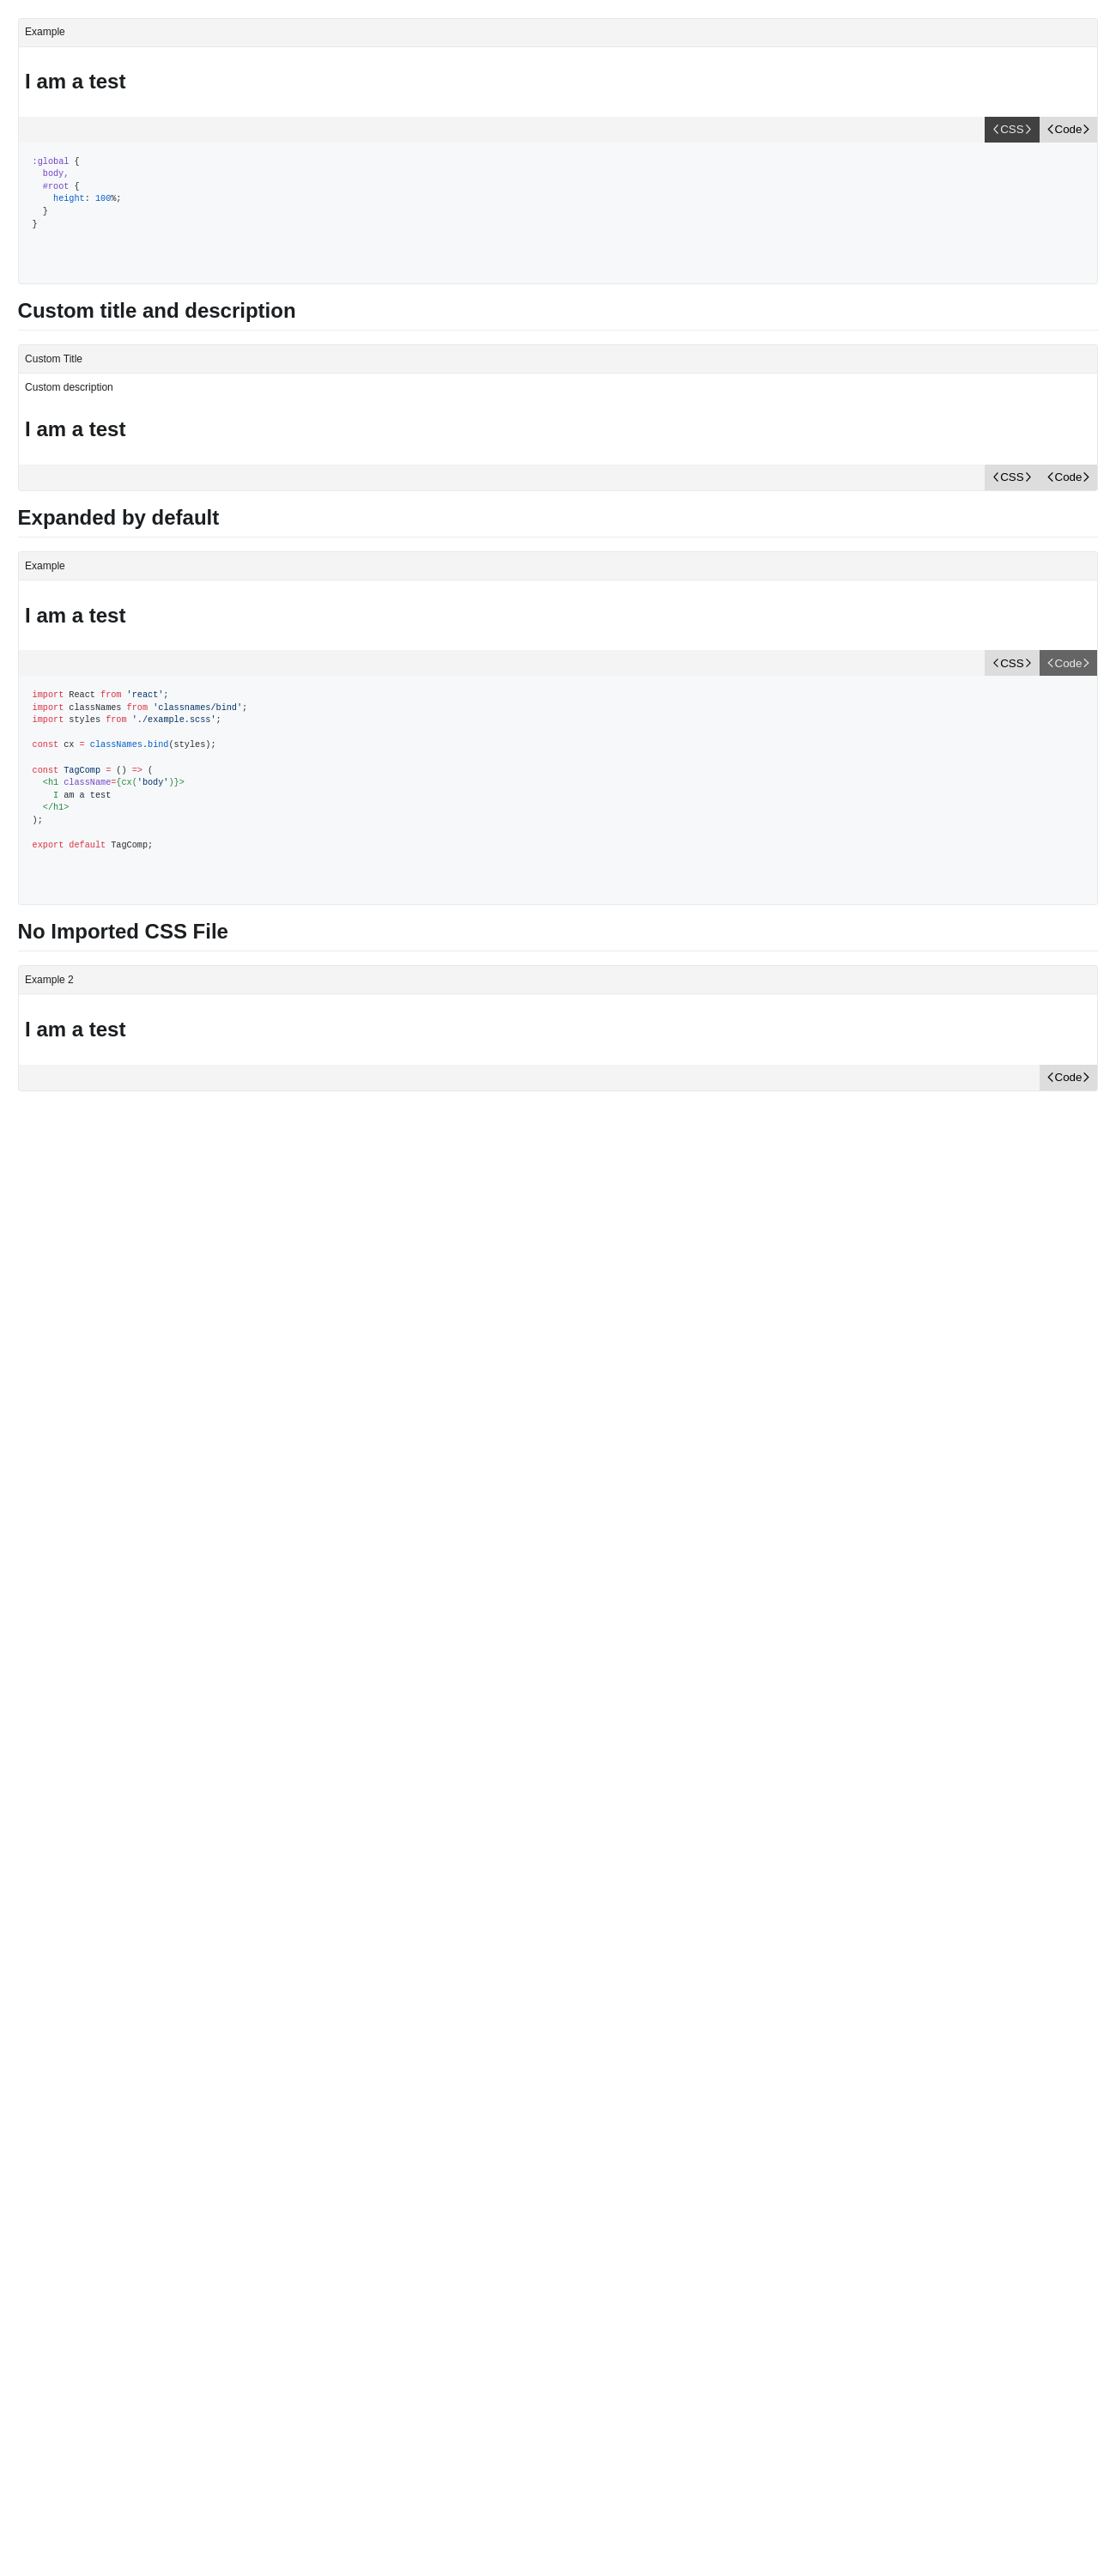 Example
I am a test
CSS Code
:global {
  body,
  #root {
    height: 100%;
  }
}
Custom title and description
Custom Title
Custom description
I am a test
CSS Code
Expanded by default
Example
I am a test
CSS Code
import React from 'react';
import classNames from 'classnames/bind';
import styles from './example.scss';
const cx = classNames.bind(styles);
const TagComp = () => (
  <h1 className={cx('body')}>
    I am a test
  </h1>
);
export default TagComp;
No Imported CSS File
Example 2
I am a test
Code